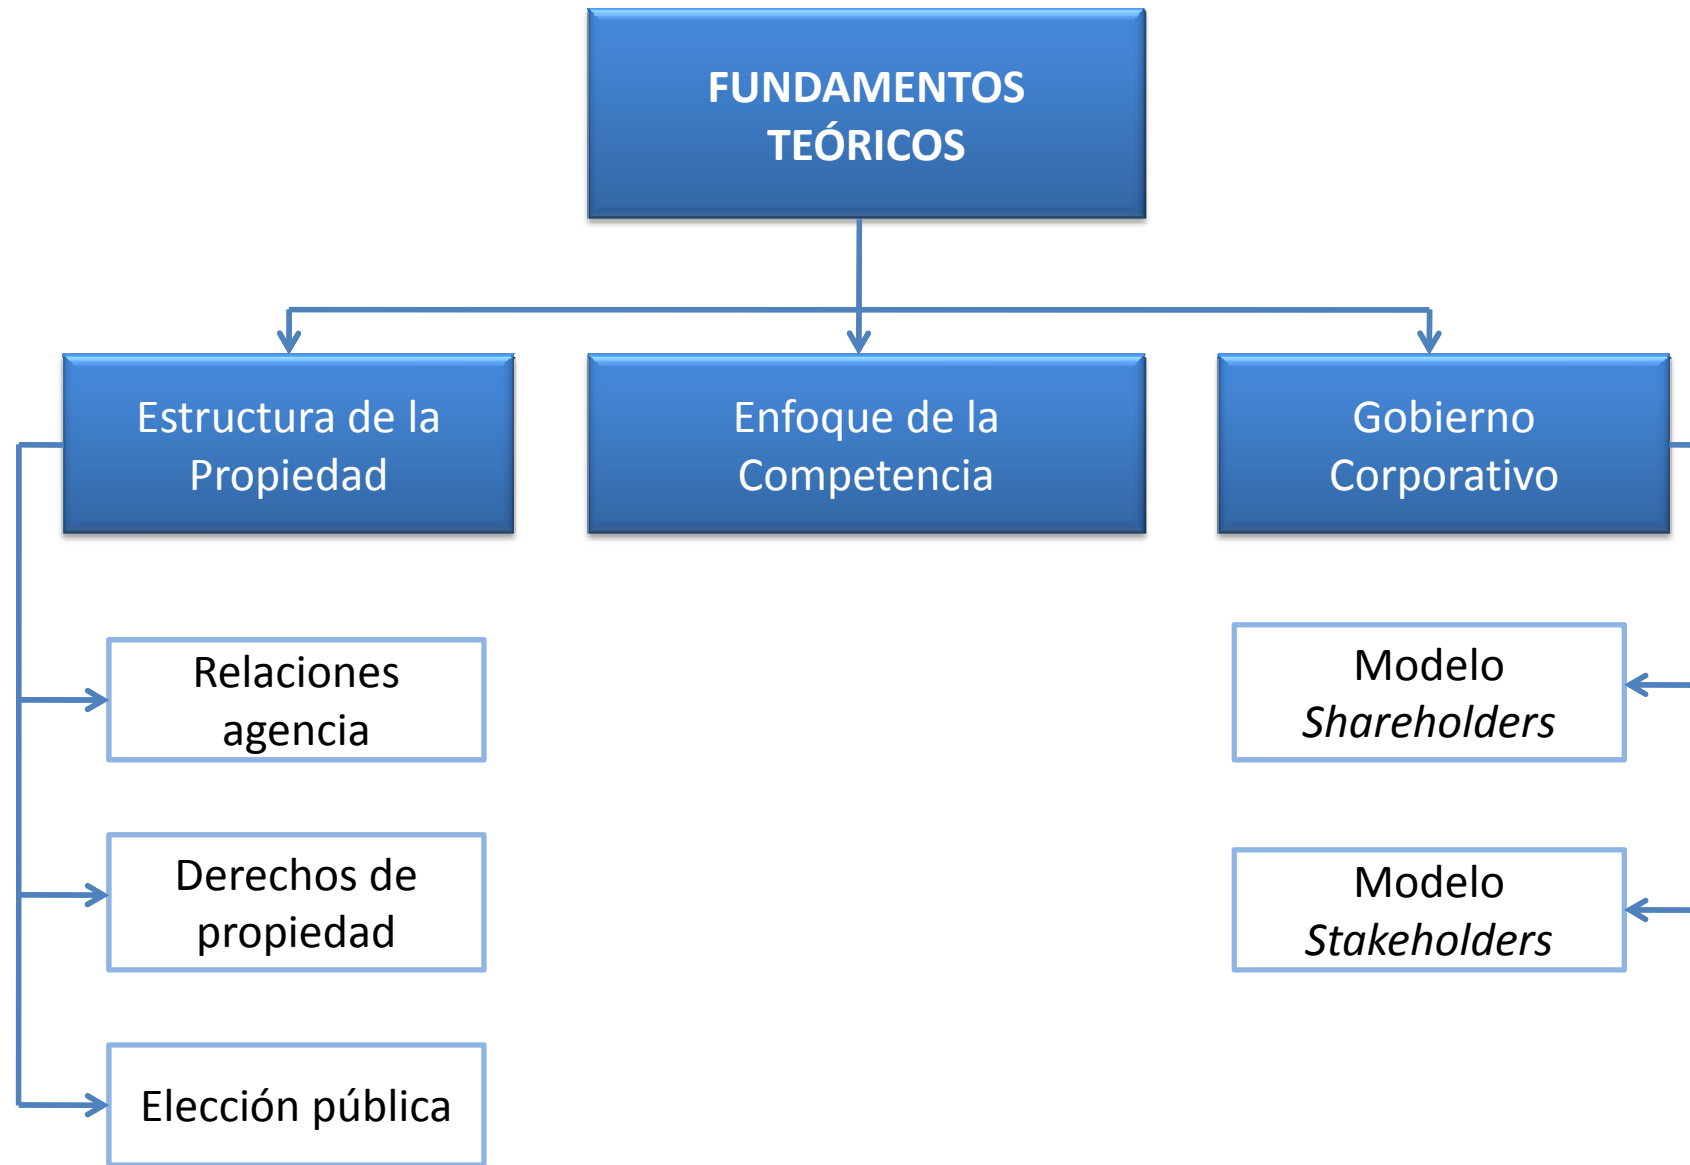 FUNDAMENTOS
TEÓRICOS
Estructura de la
Propiedad
Enfoque de la
Competencia
Gobierno
Corporativo
Relaciones
agencia
Derechos de
propiedad
Elección pública
Modelo
Shareholders
Modelo
Stakeholders